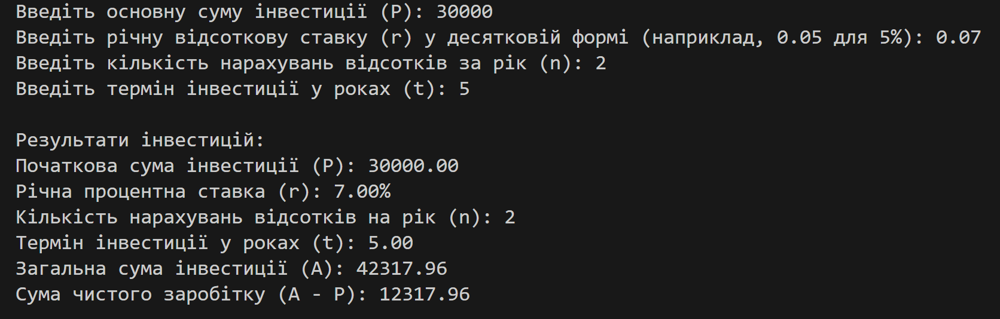 Введіть основну суму інвестиції (P): 30000
Введіть річну відсоткову ставку (r) у десятковій формі (наприклад, 0.05 для 5%): 0.07
Введіть кількість нарахувань відсотків за рік (n): 2
Введіть термін інвестиції у роках (t): 5
Результати інвестицій:
Початкова сума інвестиції (P): 30000.00
Річна процентна ставка (r): 7.00%
Кількість нарахувань відсотків на рік (n): 2
Термін інвестиції у роках (t): 5.00
Загальна сума інвестиції (A): 42317.96
Сума чистого заробітку (A - P): 12317.96